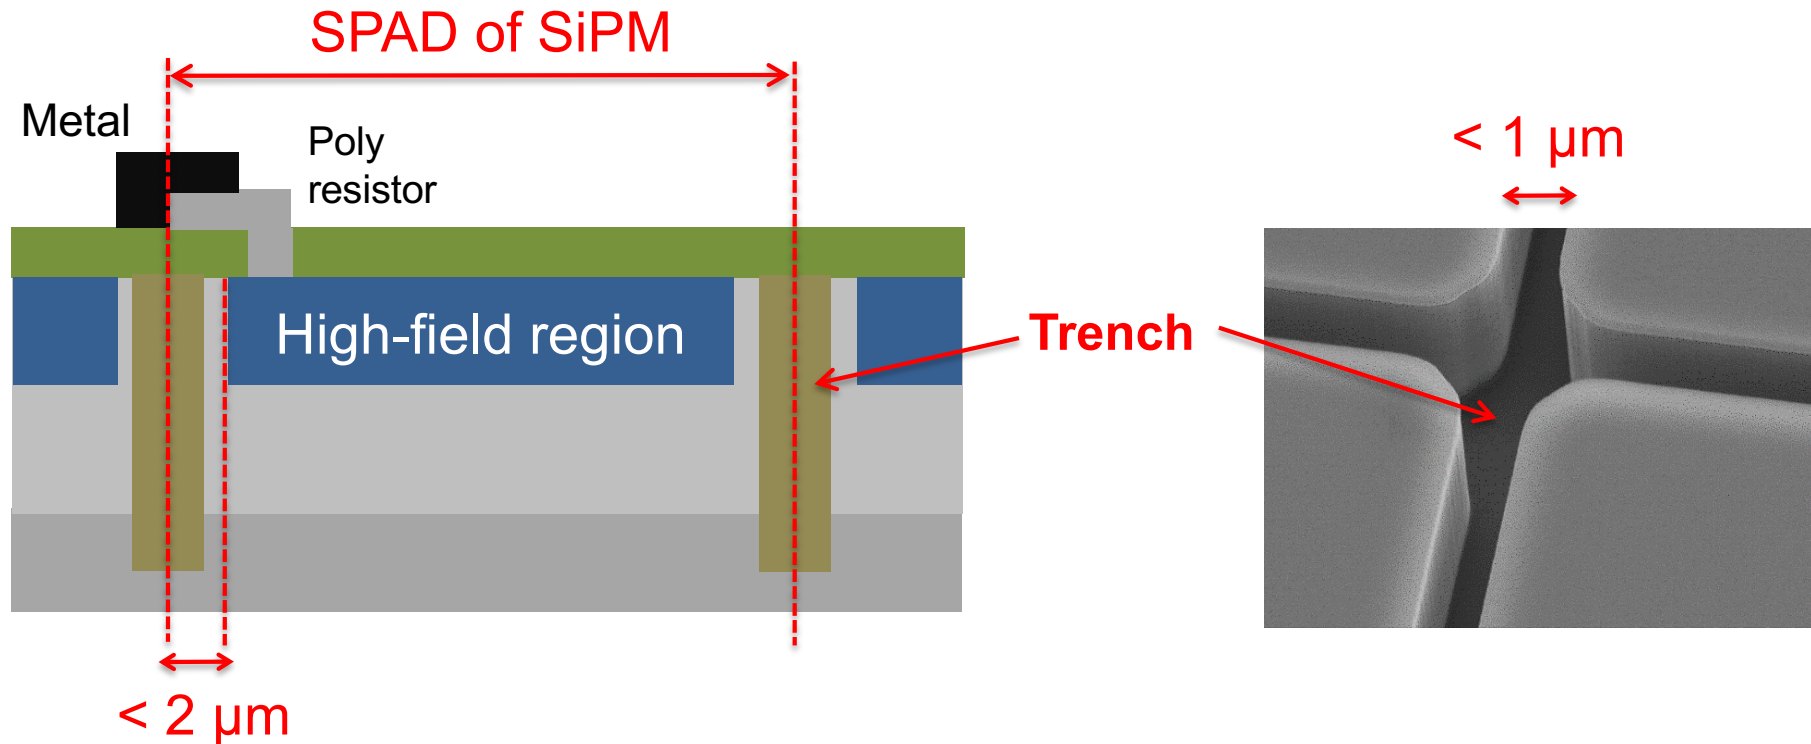 SPAD of SiPM
Metal
Poly
resistor
< 1 μm
High-field region
Trench
< 2 μm